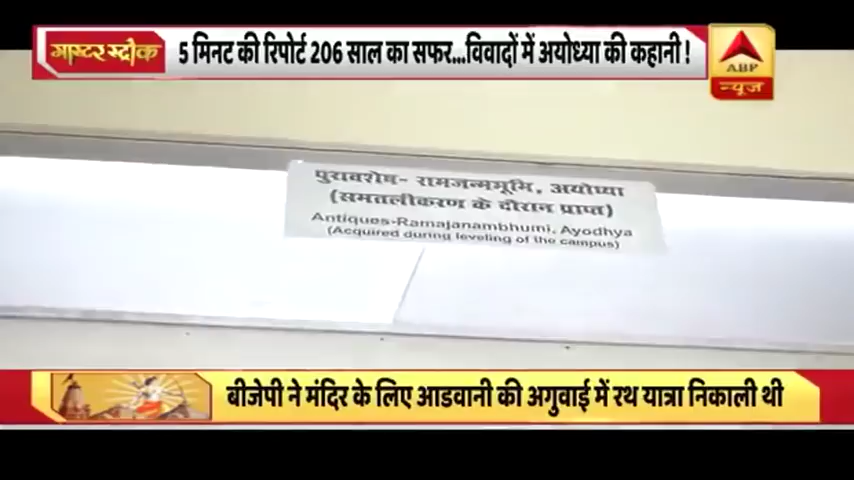 मास्टर स्ट्रोक
5 मिनट की रिपोर्ट 206 साल का सफर...विवादों में अयोध्या की कहानी !
ABP
न्यूज़
पुरावशेष- रामजन्मभूमि, अयोध्या
(समतलीकरण के दौरान प्राप्त)
Antiques-Ramajanambhumi, Ayodhya
(Acquired during leveling of the campus)
बीजेपी ने मंदिर के लिए आडवानी की अगुवाई में रथ यात्रा निकाली थी